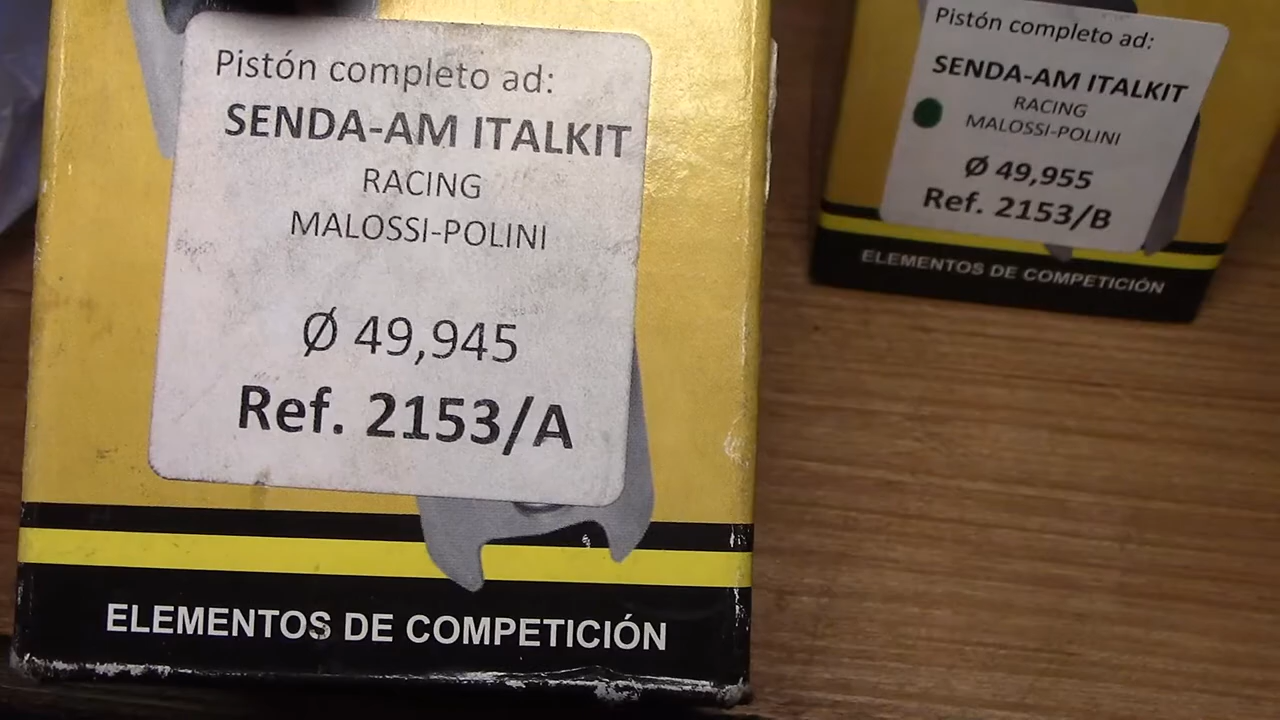 Pistón completo ad:
SENDA-AM ITALKIT
RACING
MALOSSI-POLINI
Ø 49,945
Ref. 2153/A
ELEMENTOS DE COMPETICIÓN
Pistón completo ad:
SENDA-AM ITALKIT
RACING
MALOSSI-POLINI
Ø 49,955
Ref. 2153/B
ELEMENTOS DE COMPETICIÓN